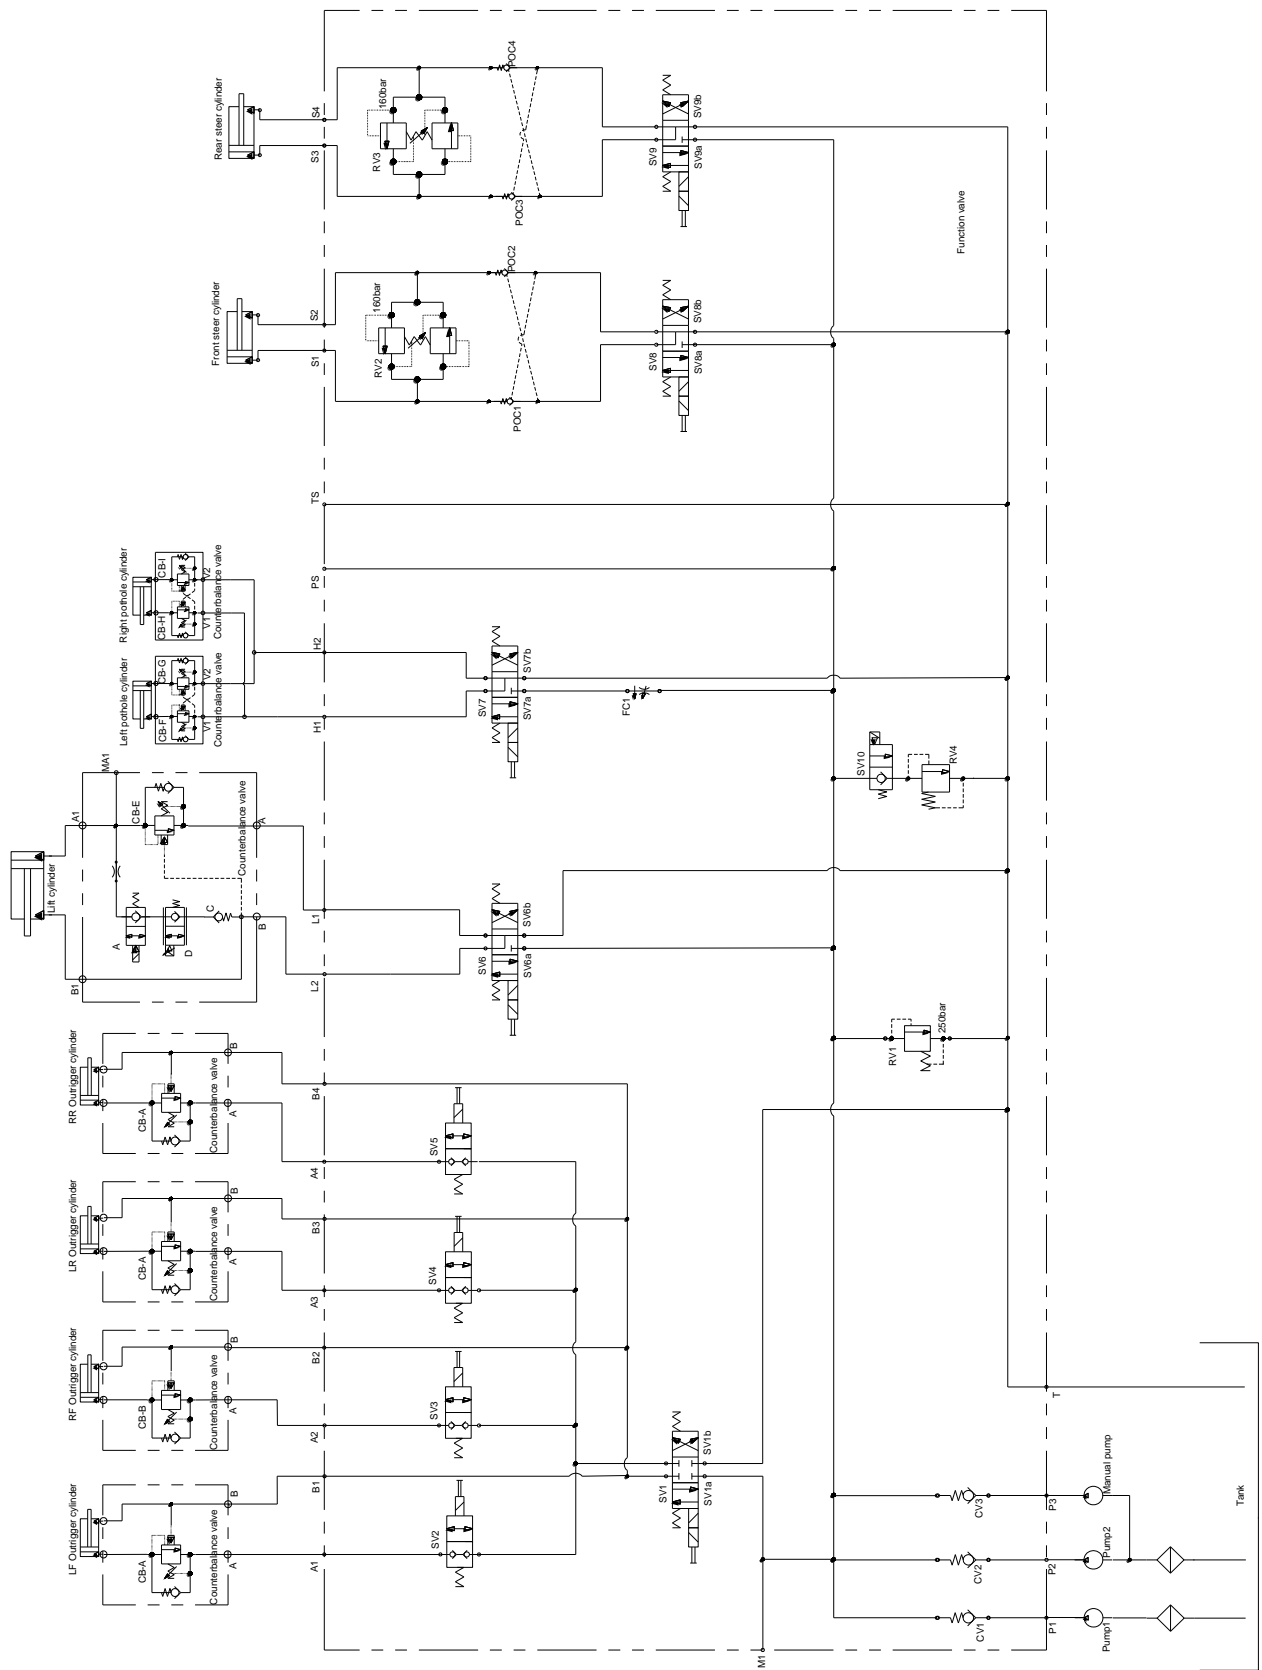 Lift cylinder
LF Outrigger cylinder
RF Outrigger cylinder
LR Outrigger cylinder
RR Outrigger cylinder
B1
A1
MA1
A
Left pothole cylinder
Right pothole cylinder
CB-A
CB-B
CB-A
CB-A
CB-E
CB-F
CB-G
CB-H
CB-I
D
C
V1
V2
V1
V2
Counterbalance valve
Counterbalance valve
Counterbalance valve
Counterbalance valve
Counterbalance valve
Counterbalance valve
Counterbalance valve
Front steer cylinder
Rear steer cylinder
A
B
A
B
A
B
A
B
B
A
A1
B1
A2
B2
A3
B3
A4
B4
L2
L1
H1
H2
PS
TS
S1
S2
S3
S4
RV2
160bar
RV3
160bar
SV2
SV3
SV4
SV5
SV6
SV6a
SV6b
SV7
SV7a
SV7b
POC1
POC2
POC3
POC4
FC1
SV1
SV1a
SV1b
SV8
SV8a
SV8b
SV9
SV9a
SV9b
M1
RV1
250bar
SV10
RV4
Function valve
CV1
CV2
CV3
P1
P2
P3
T
Pump1
Pump2
Manual pump
Tank